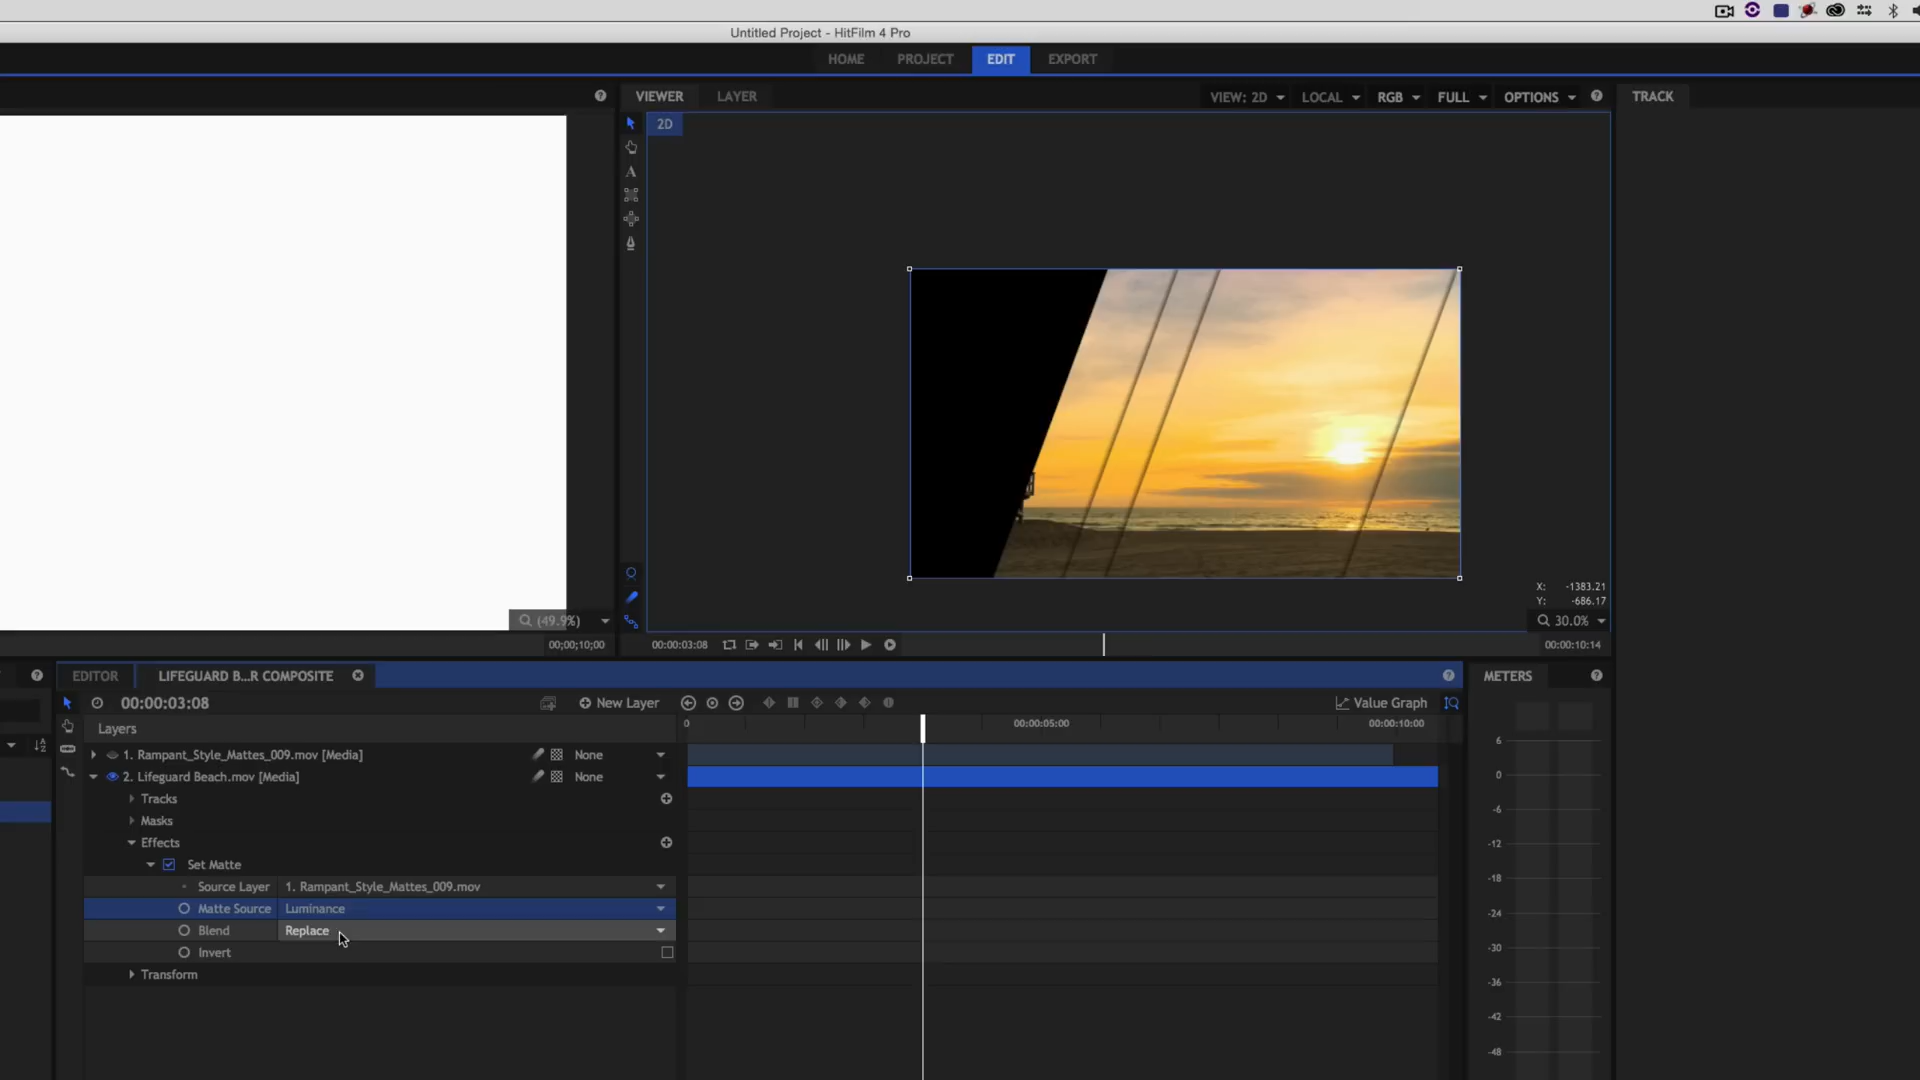 Untitled Project - HitFilm 4 Pro
HOME PROJECT EDIT EXPORT
VIEWER LAYER VIEW: 2D LOCAL RGB FULL OPTIONS TRACK
2D
A
X: -1383.21
Y: -686.17
(49.9%) 30.0%
00;00;10;00 00:00:03:08 00:00:10:14
EDITOR LIFEGUARD B...R COMPOSITE METERS
00:00:03:08 New Layer Value Graph
Layers 0 00:00:05:00 00:00:10:00
1. Rampant_Style_Mattes_009.mov [Media] None
2. Lifeguard Beach.mov [Media] None
Tracks
Masks
Effects
Set Matte
Source Layer 1. Rampant_Style_Mattes_009.mov
Matte Source Luminance
Blend Replace
Invert
Transform
6
0
-6
-12
-18
-24
-30
-36
-42
-48